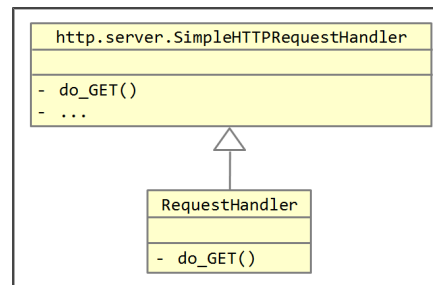 http.server.SimpleHTTPRequestHandler
- do_GET()
- ...
RequestHandler
- do_GET()